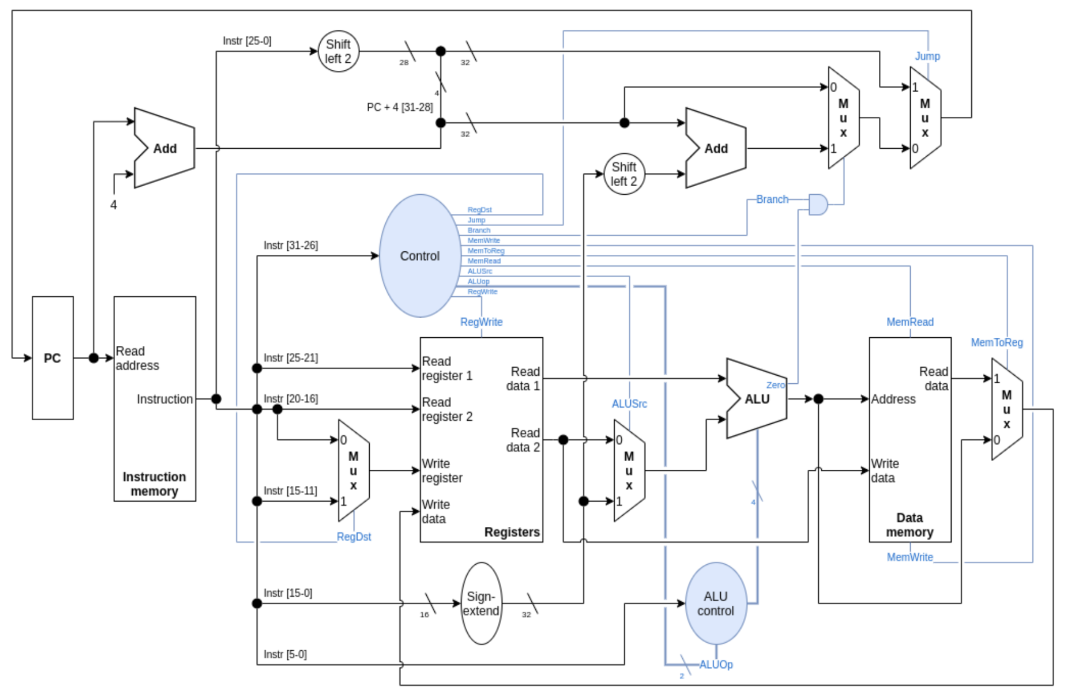 Instr [25-0]
Shift
left 2
28
32
Jump
4
PC + 4 [31-28]
32
0
M
u
x
1
1
M
u
x
0
Add
4
Add
Shift
left 2
Branch
Control
RegDst
Jump
Branch
MemWrite
MemToReg
MemRead
ALUSrc
ALUop
RegWrite
Instr [31-26]
RegWrite
MemRead
MemToReg
PC
Read
address
Instruction
Instruction
memory
Instr [25-21]
Instr [20-16]
Instr [15-11]
0
M
u
x
1
RegDst
Read
register 1
Read
register 2
Write
register
Write
data
Read
data 1
Read
data 2
Registers
ALUSrc
0
M
u
x
1
Zero
ALU
4
Address
Read
data
Write
data
Data
memory
MemWrite
1
M
u
x
0
Instr [15-0]
16
Sign-
extend
32
ALU
control
Instr [5-0]
2
ALUOp